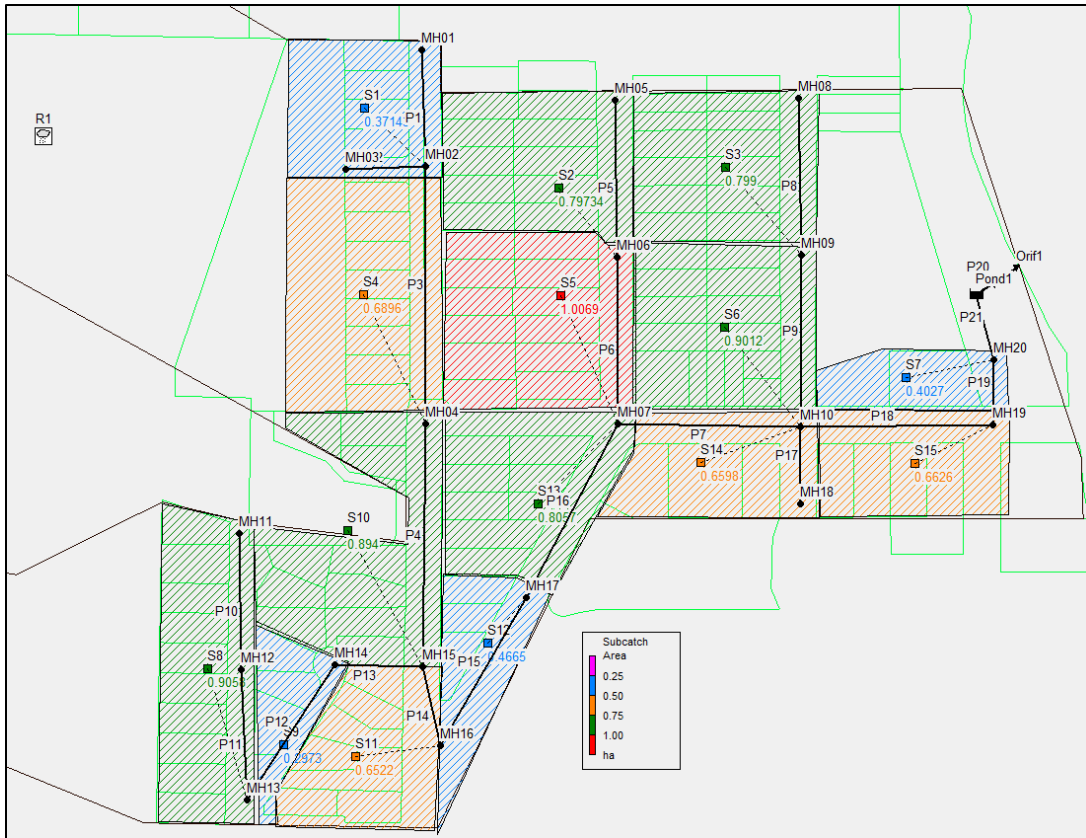 MH01
MH05
MH08
R1
S1
0.3714
P1
MH03
MH02
S2
0.79734
P5
S3
0.799
P8
MH06
MH09
Orif1
P20
Pond1
P21
S4
0.6896
P3
S5
1.0069
P6
S6
0.9012
P9
MH20
S7
0.4027
P19
MH04
MH07
MH10
P18
MH19
P7
S14
0.6598
P17
S15
0.6626
MH18
S13
P16
0.8057
S10
0.894
P4
MH11
P10
MH17
S8
0.9058
MH12
MH14
P13
MH15
S12
0.4665
P15
P12
S9
0.2973
P11
P14
MH16
S11
0.6522
MH13
Subcatch
Area
0.25
0.50
0.75
1.00
ha